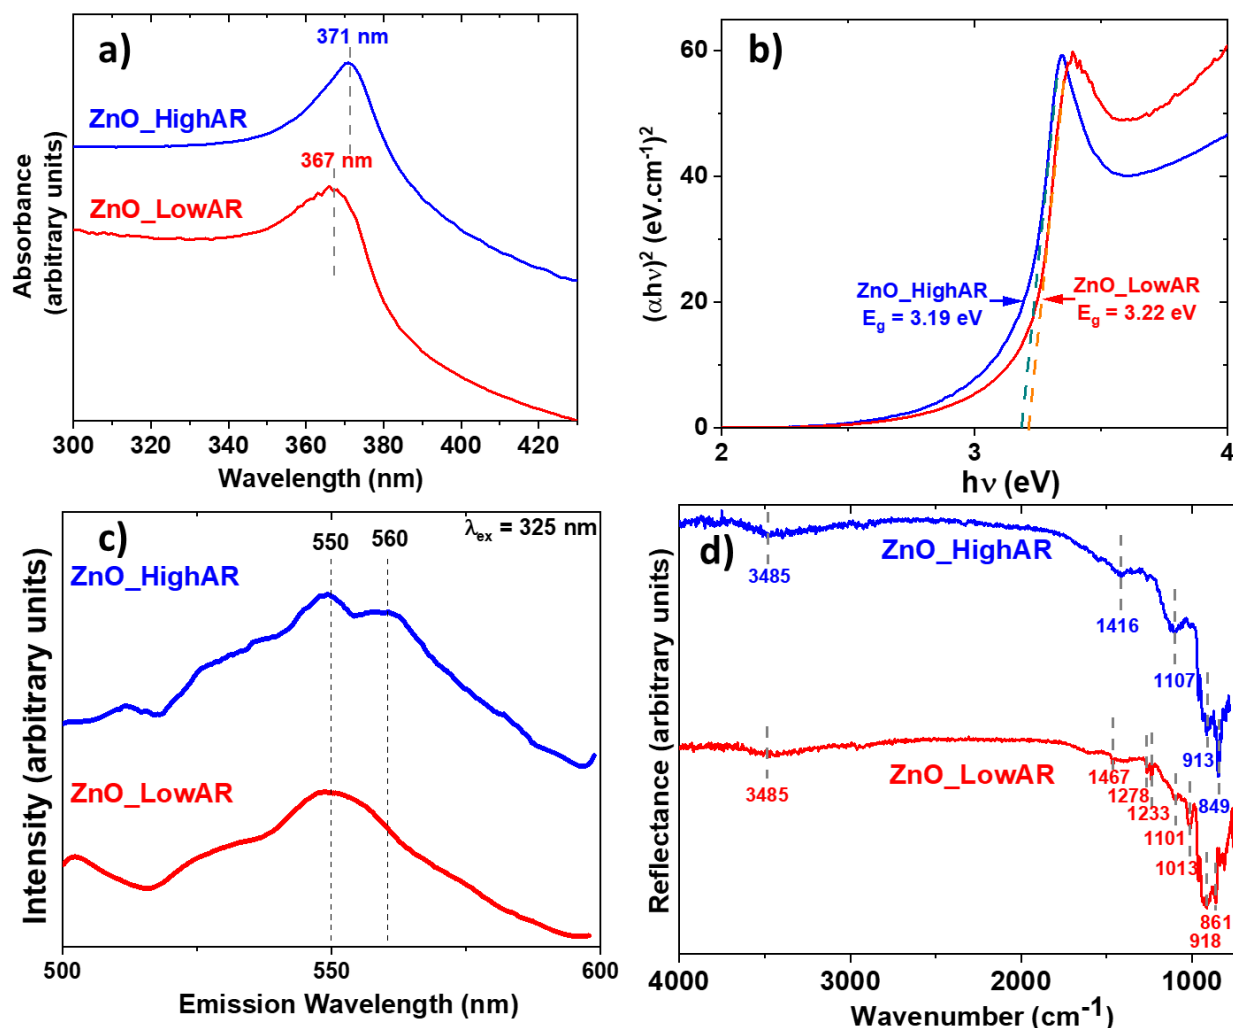 a)
371 nm
ZnO_HighAR
367 nm
ZnO_LowAR
Absorbance
(arbitrary units)
300 320 340 360 380 400 420
Wavelength (nm)
b)
60
40
20
0
(αhν)² (eV.cm⁻¹)²
ZnO_HighAR
E_g = 3.19 eV
ZnO_LowAR
E_g = 3.22 eV
2 3 4
hν (eV)
c)
550 560
λ_ex = 325 nm
ZnO_HighAR
ZnO_LowAR
Intensity (arbitrary units)
500 550 600
Emission Wavelength (nm)
d)
ZnO_HighAR
3485
1416
1107
913
849
ZnO_LowAR
3485
1467
1278
1233
1101
1013
861
918
Reflectance (arbitrary units)
4000 3000 2000 1000
Wavenumber (cm⁻¹)